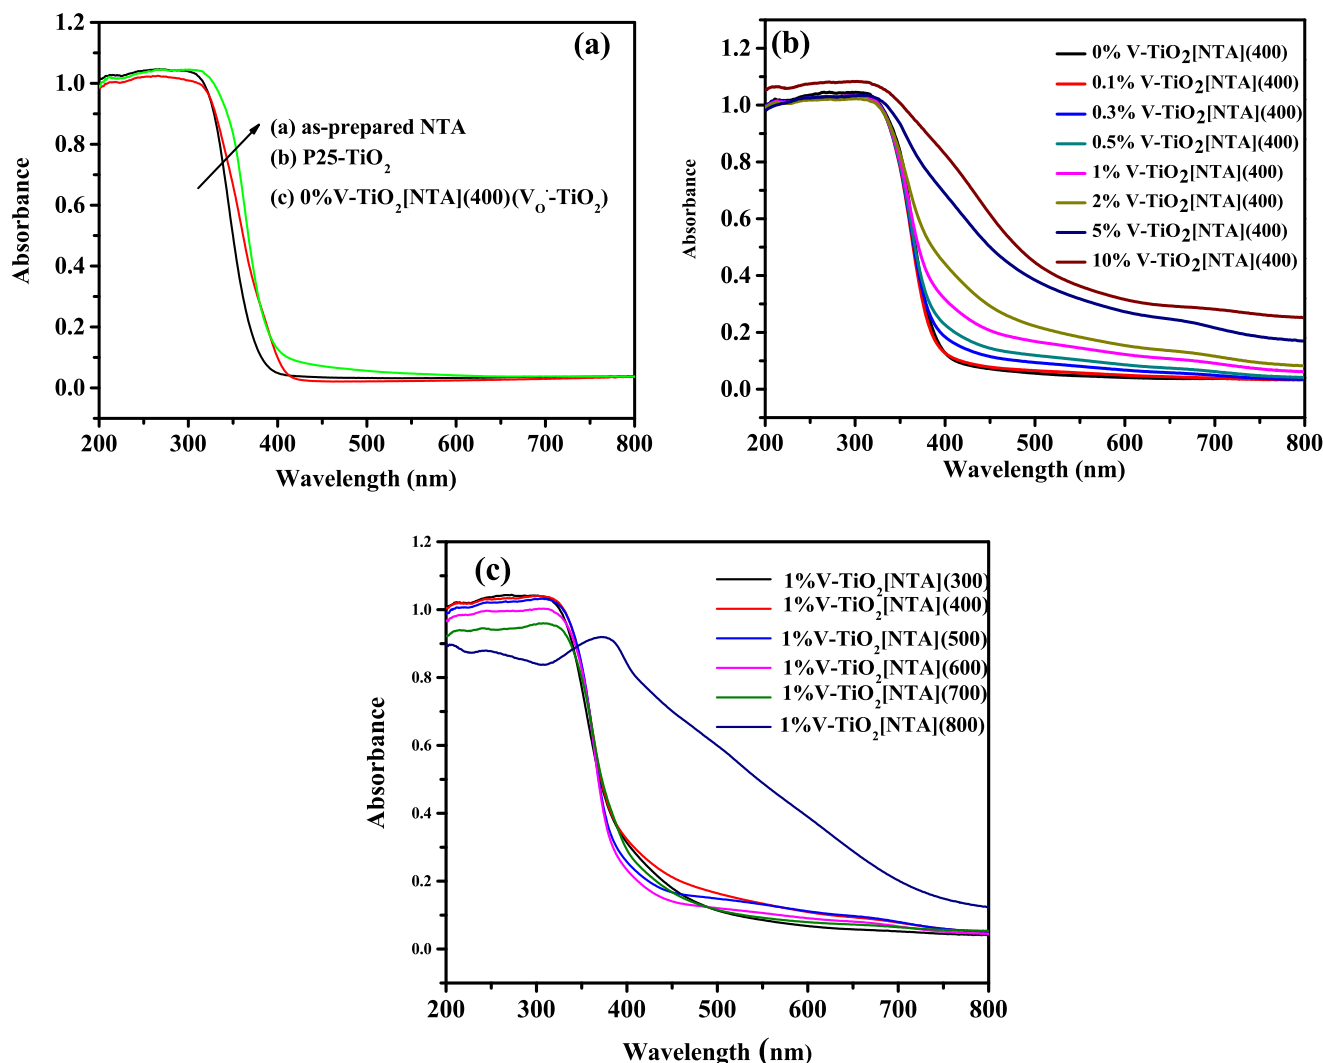 (a)
1.2
1.0
0.8
0.6
0.4
0.2
0.0
Absorbance
(a) as-prepared NTA
(b) P25-TiO2
(c) 0%V-TiO2[NTA](400)(VO··-TiO2)
200 300 400 500 600 700 800
Wavelength (nm)
(b)
1.2
1.0
0.8
0.6
0.4
0.2
0.0
Absorbance
0% V-TiO2[NTA](400)
0.1% V-TiO2[NTA](400)
0.3% V-TiO2[NTA](400)
0.5% V-TiO2[NTA](400)
1% V-TiO2[NTA](400)
2% V-TiO2[NTA](400)
5% V-TiO2[NTA](400)
10% V-TiO2[NTA](400)
200 300 400 500 600 700 800
Wavelength (nm)
(c)
1.2
1.0
0.8
0.6
0.4
0.2
0.0
Absorbance
1%V-TiO2[NTA](300)
1%V-TiO2[NTA](400)
1%V-TiO2[NTA](500)
1%V-TiO2[NTA](600)
1%V-TiO2[NTA](700)
1%V-TiO2[NTA](800)
200 300 400 500 600 700 800
Wavelength (nm)